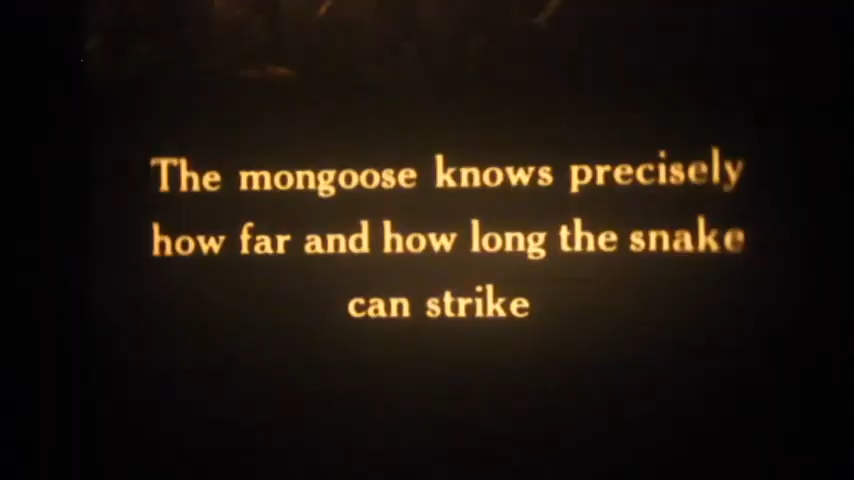 The mongoose knows precisely
how far and how long the snake
can strike